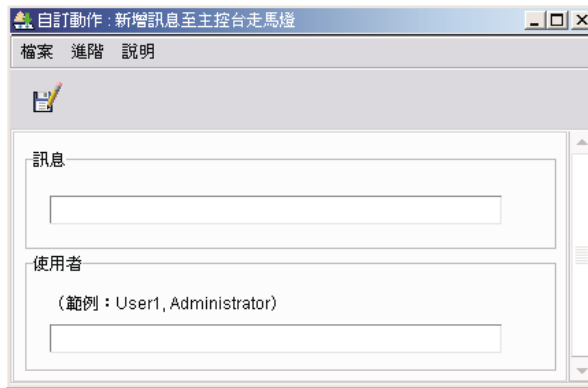 自訂動作 : 新增訊息至主控台走馬燈
檔案 進階 說明
訊息
使用者
（範例：User1, Administrator）